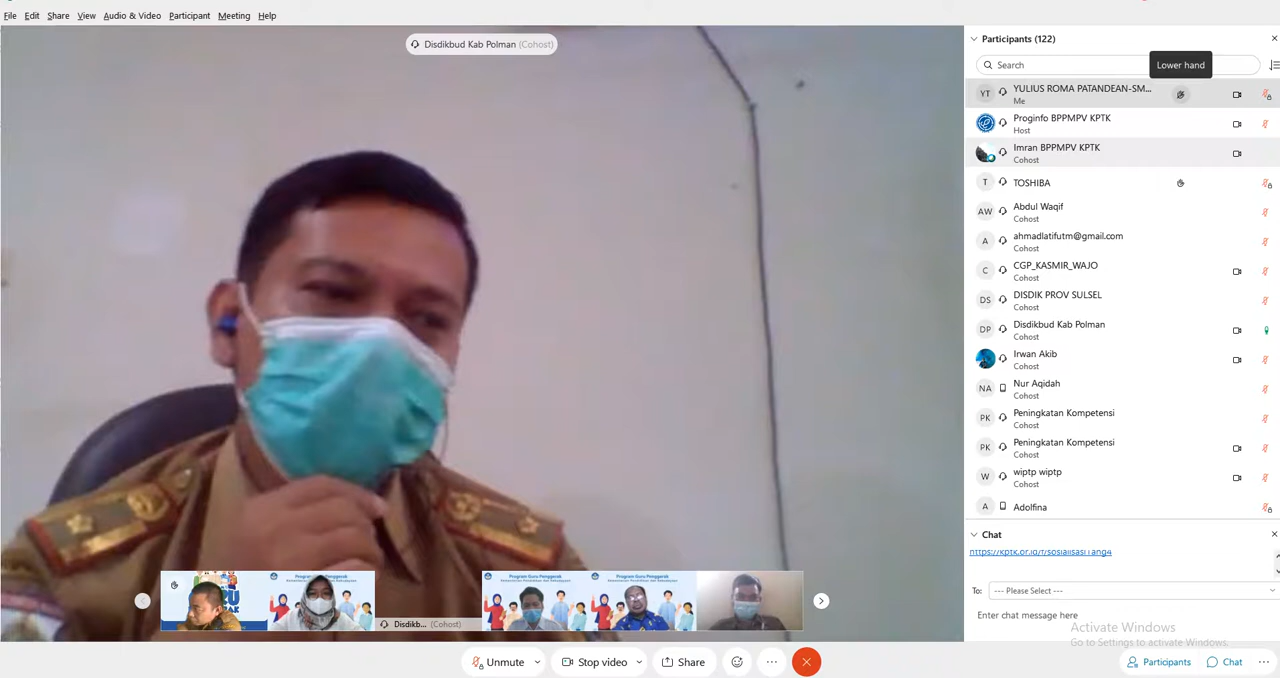 File Edit Share View Audio & Video Participant Meeting Help
Disdikbud Kab Polman (Cohost)
Participants (122)
Search
Lower hand
YT YULIUS ROMA PATANDEAN-SM...
Me
Proginfo BPPMPV KPTK
Host
Imran BPPMPV KPTK
Cohost
T TOSHIBA
AW Abdul Waqif
Cohost
A ahmadlatifutm@gmail.com
Cohost
C CGP_KASMIR_WAJO
Cohost
DS DISDIK PROV SULSEL
Cohost
DP Disdikbud Kab Polman
Cohost
Irwan Akib
Cohost
NA Nur Aqidah
Cohost
PK Peningkatan Kompetensi
Cohost
PK Peningkatan Kompetensi
Cohost
W wiptp wiptp
Cohost
A Adolfina
Chat
To: --- Please Select ---
Enter chat message here
Activate Windows
Go to Settings to activate Windows.
Program Guru Penggerak
Program Guru Penggerak
Program Guru Penggerak
Disdikb... (Cohost)
Unmute Stop video Share
Participants Chat